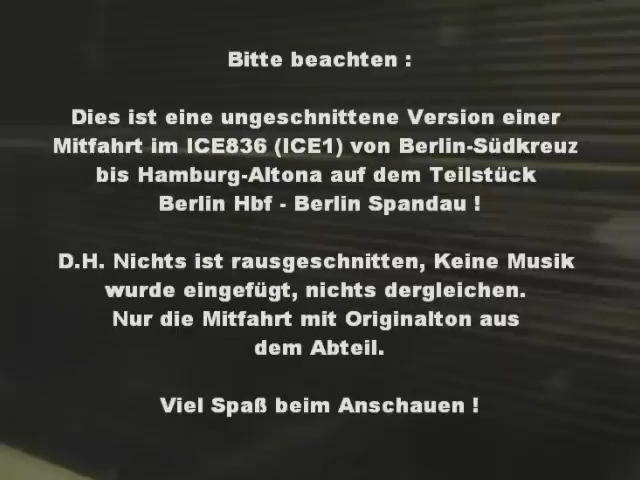 Bitte beachten :
Dies ist eine ungeschnittene Version einer
Mitfahrt im ICE836 (ICE1) von Berlin-Südkreuz
bis Hamburg-Altona auf dem Teilstück
Berlin Hbf - Berlin Spandau !
D.H. Nichts ist rausgeschnitten, Keine Musik
wurde eingefügt, nichts dergleichen.
Nur die Mitfahrt mit Originalton aus
dem Abteil.
Viel Spaß beim Anschauen !